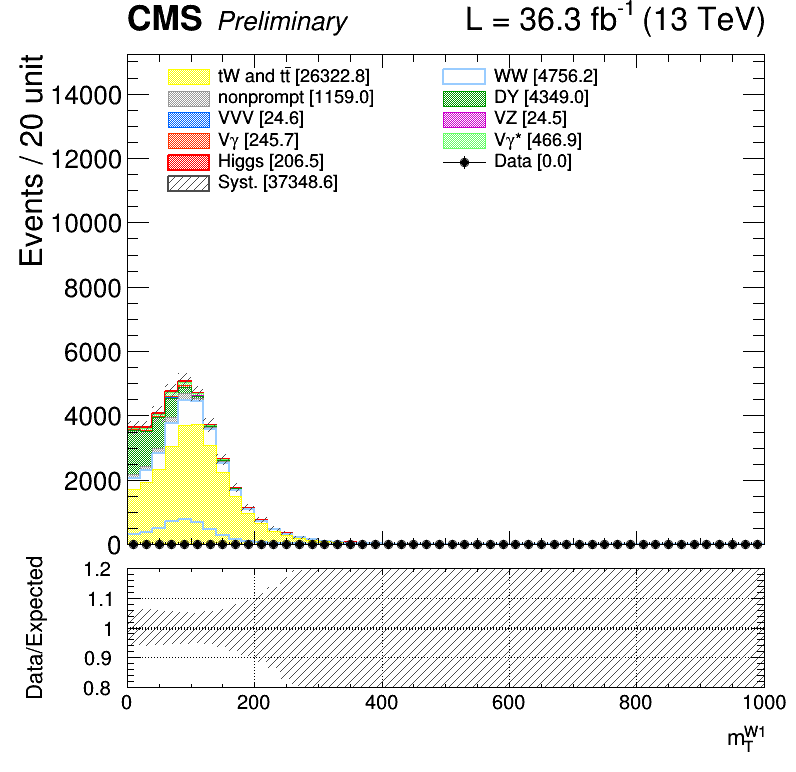 CMS Preliminary L = 36.3 fb⁻¹ (13 TeV)
Events / 20 unit
tW and tt̄ [26322.8]
nonprompt [1159.0]
VVV [24.6]
Vγ [245.7]
Higgs [206.5]
Syst. [37348.6]
WW [4756.2]
DY [4349.0]
VZ [24.5]
Vγ* [466.9]
Data [0.0]
14000
12000
10000
8000
6000
4000
2000
0
Data/Expected
1.2
1.1
1
0.9
0.8
0 200 400 600 800 1000
m_T^W1